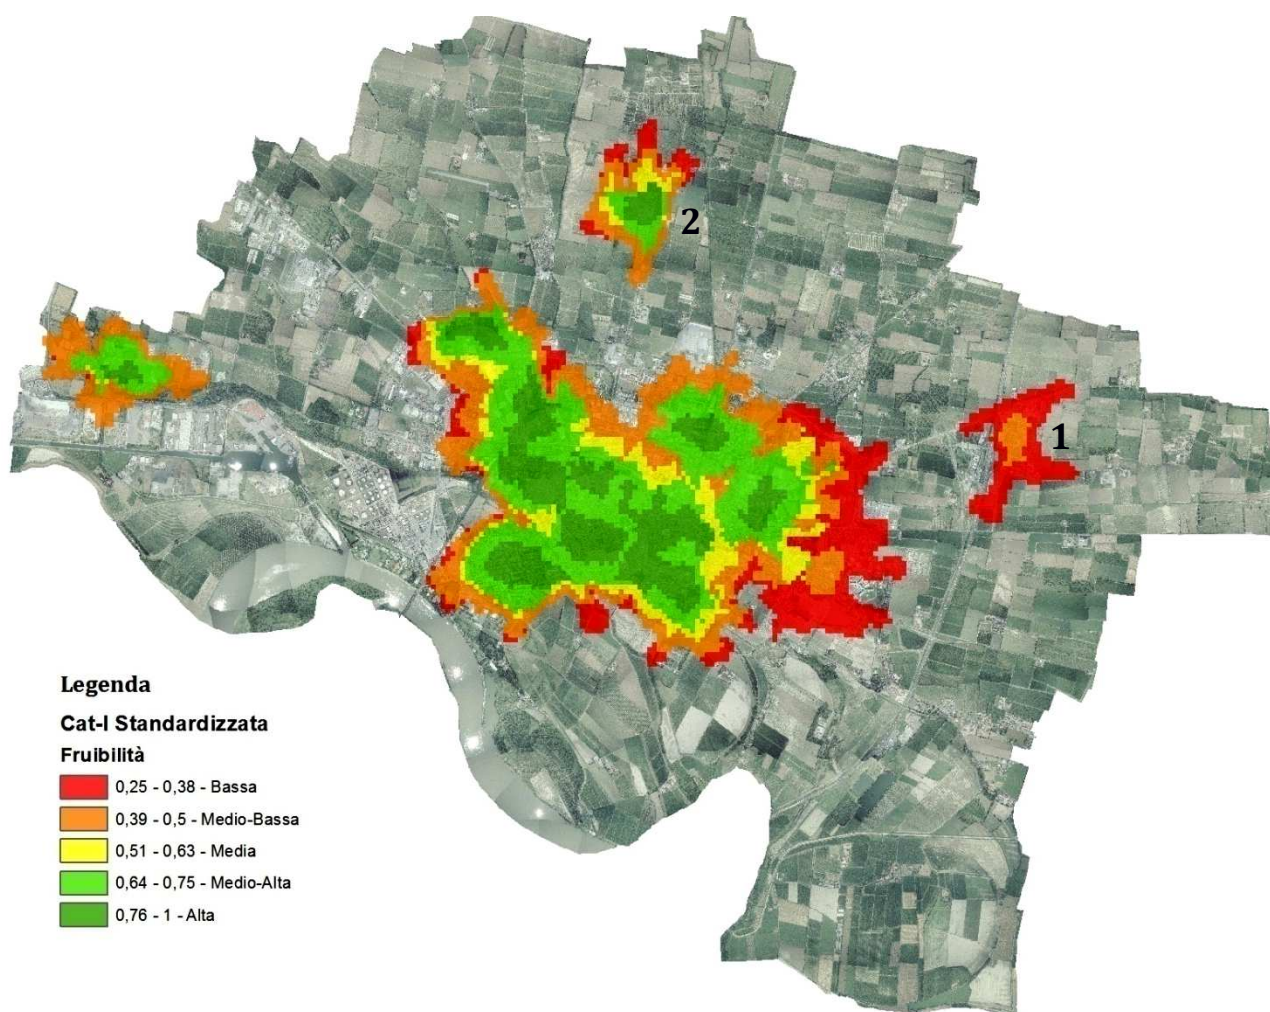 2
1
Legenda
Cat-I Standardizzata
Fruibilità
0,25 - 0,38 - Bassa
0,39 - 0,5 - Medio-Bassa
0,51 - 0,63 - Media
0,64 - 0,75 - Medio-Alta
0,76 - 1 - Alta